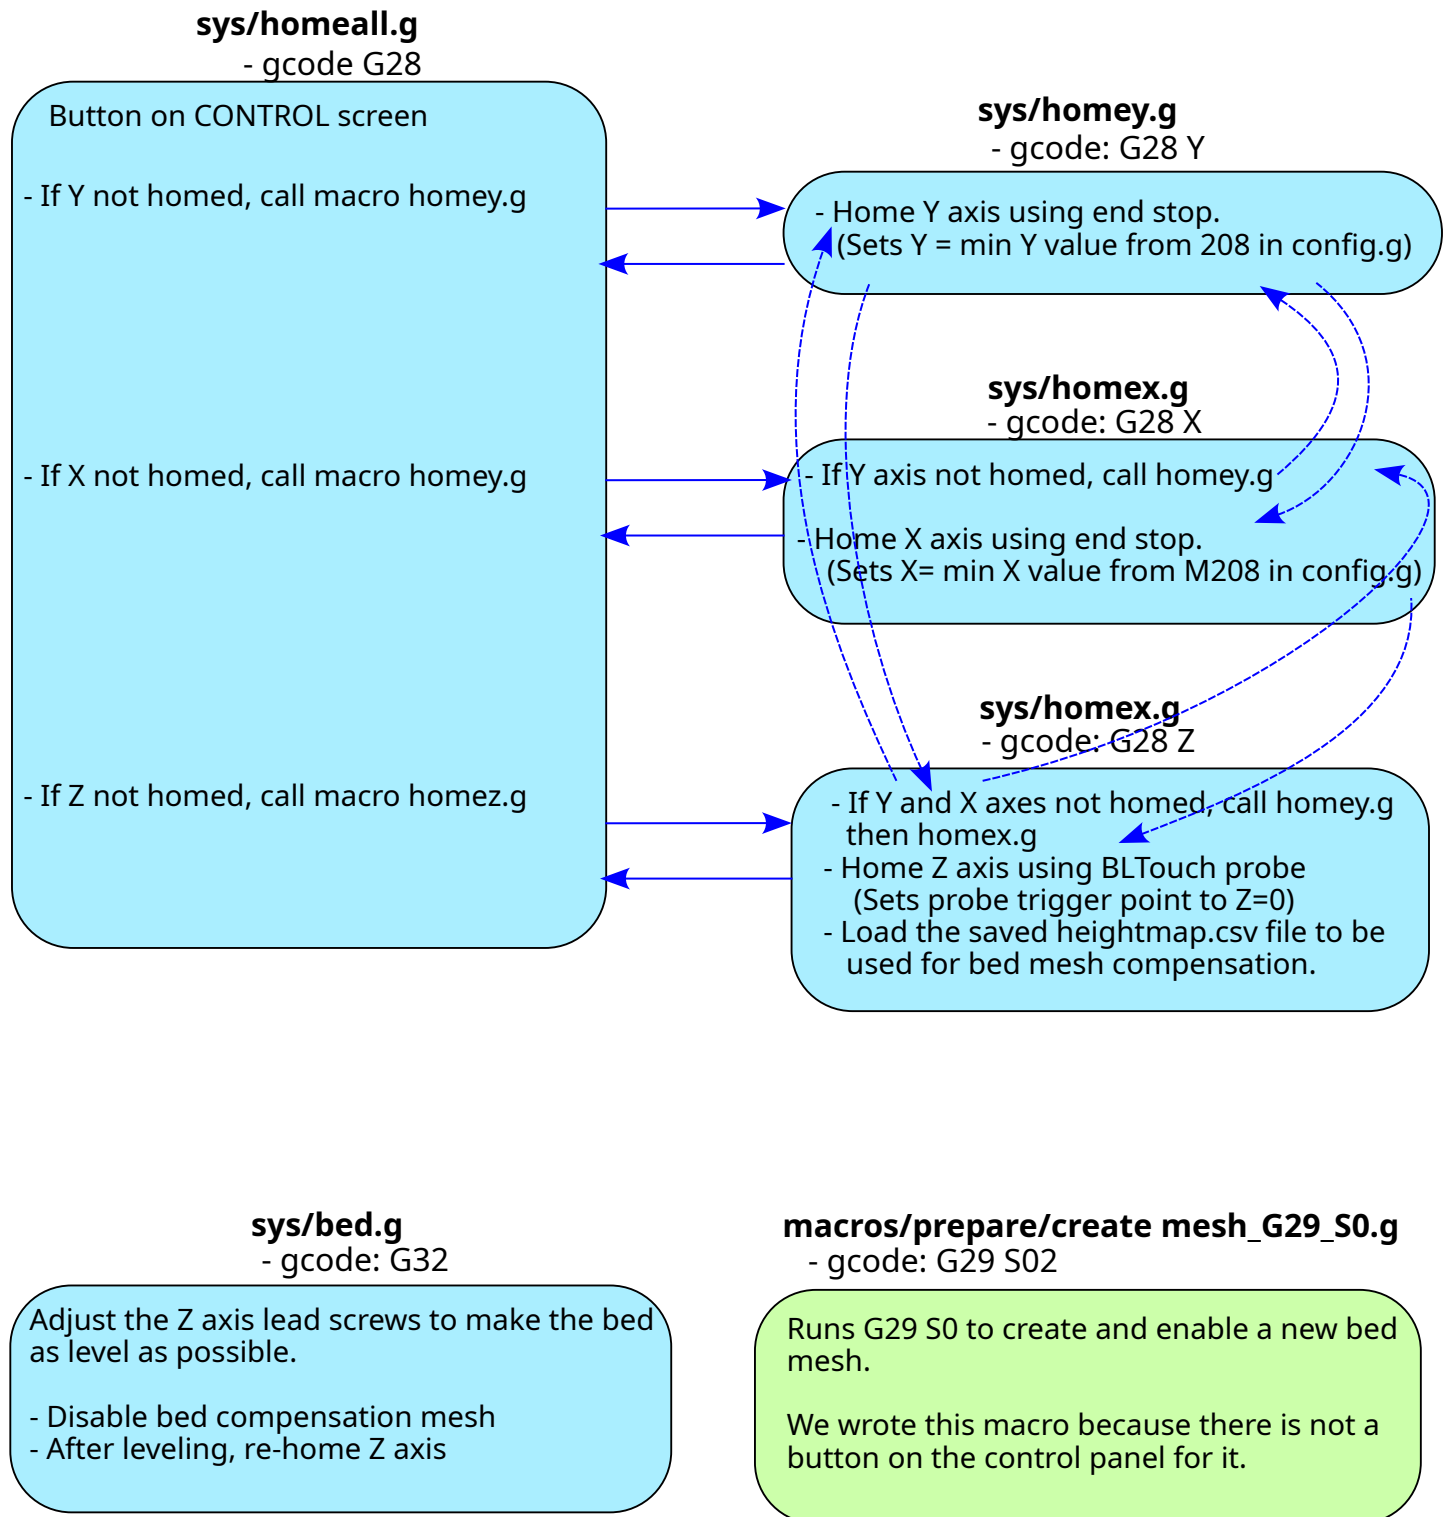 sys/homeall.g
- gcode G28
Button on CONTROL screen
- If Y not homed, call macro homey.g
- If X not homed, call macro homey.g
- If Z not homed, call macro homez.g
sys/homey.g
- gcode: G28 Y
- Home Y axis using end stop.
(Sets Y = min Y value from 208 in config.g)
sys/homex.g
- gcode: G28 X
- If Y axis not homed, call homey.g
- Home X axis using end stop.
(Sets X= min X value from M208 in config.g)
sys/homex.g
- gcode: G28 Z
- If Y and X axes not homed, call homey.g
then homex.g
- Home Z axis using BLTouch probe
(Sets probe trigger point to Z=0)
- Load the saved heightmap.csv file to be
used for bed mesh compensation.
sys/bed.g
- gcode: G32
Adjust the Z axis lead screws to make the bed
as level as possible.
- Disable bed compensation mesh
- After leveling, re-home Z axis
macros/prepare/create mesh_G29_S0.g
- gcode: G29 S02
Runs G29 S0 to create and enable a new bed
mesh.
We wrote this macro because there is not a
button on the control panel for it.